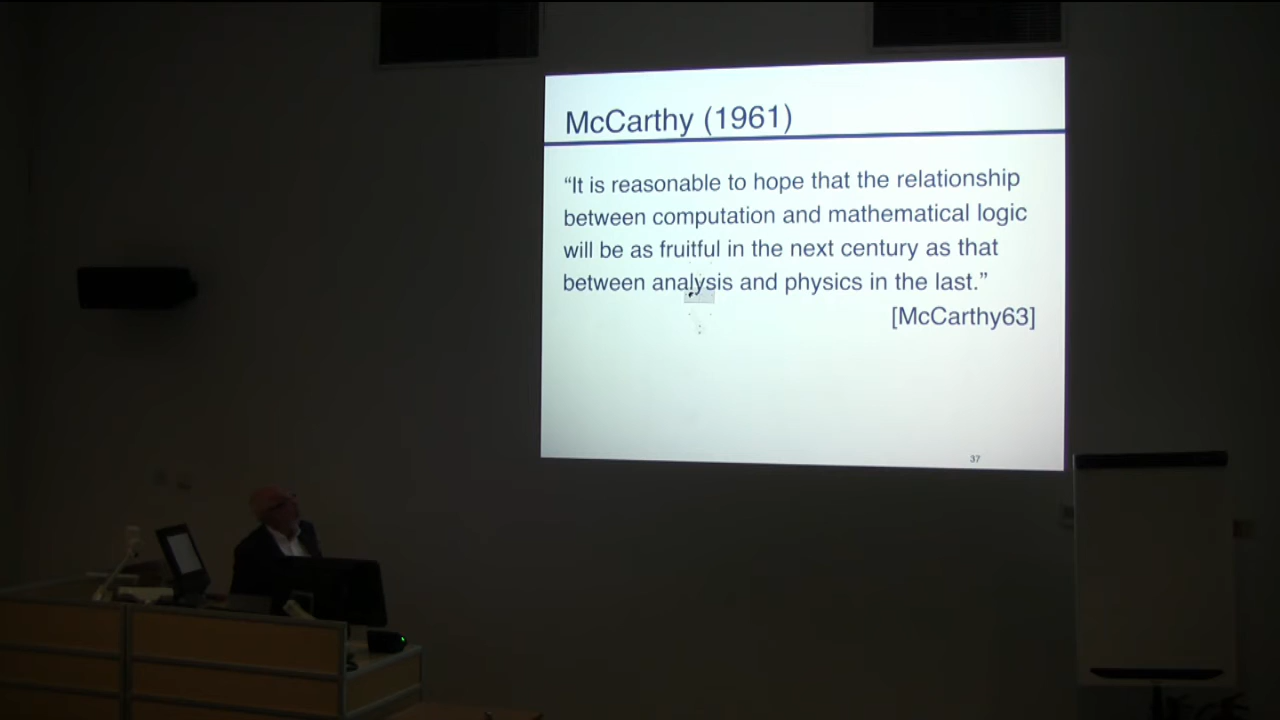 McCarthy (1961)
“It is reasonable to hope that the relationship
between computation and mathematical logic
will be as fruitful in the next century as that
between analysis and physics in the last.”
[McCarthy63]
37